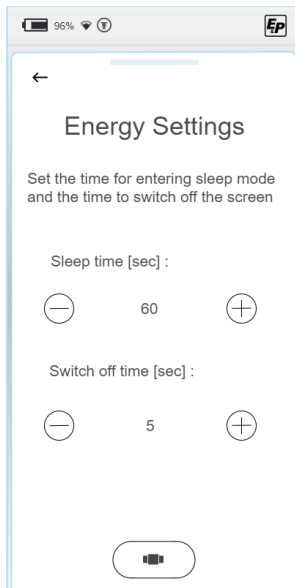 96%
EP
Energy Settings
Set the time for entering sleep mode
and the time to switch off the screen
Sleep time [sec] :
60
Switch off time [sec] :
5